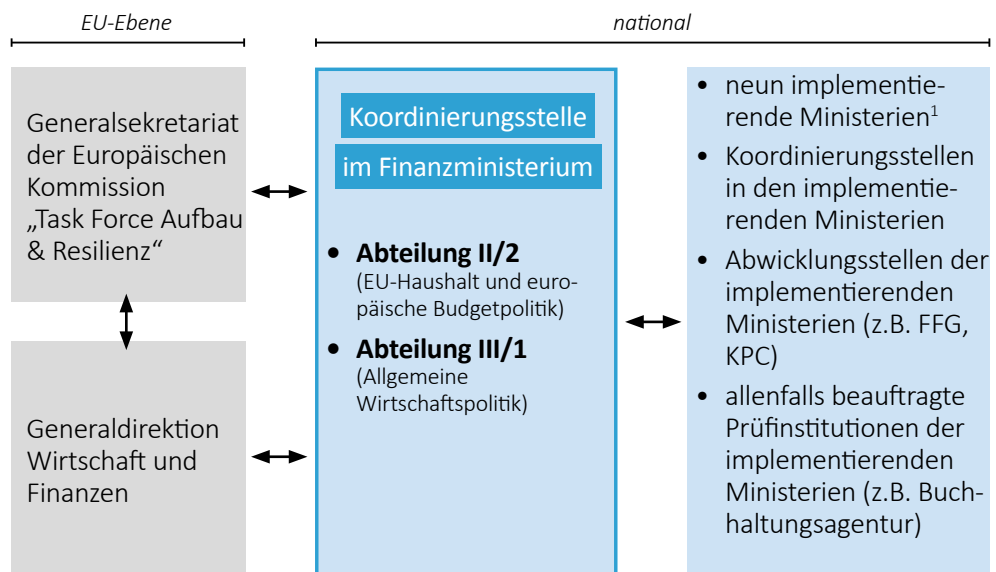 EU-Ebene
national
Generalsekretariat
der Europäischen
Kommission
„Task Force Aufbau
& Resilienz“
Generaldirektion
Wirtschaft und
Finanzen
Koordinierungsstelle
im Finanzministerium
• Abteilung II/2
(EU-Haushalt und euro-
päische Budgetpolitik)
• Abteilung III/1
(Allgemeine
Wirtschaftspolitik)
• neun implementie-
rende Ministerien¹
• Koordinierungsstellen
in den implementie-
renden Ministerien
• Abwicklungsstellen der
implementierenden
Ministerien (z.B. FFG,
KPC)
• allenfalls beauftragte
Prüfinstitutionen der
implementierenden
Ministerien (z.B. Buch-
haltungsagentur)